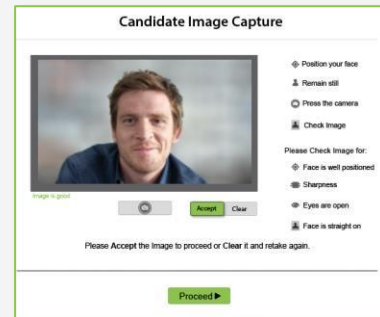 Candidate Image Capture
Position your face
Remain still
Press the camera
Check Image
Please Check Image for:
Face is well positioned
Sharpness
Eyes are open
Face is straight on
Image is good
Accept
Clear
Please Accept the Image to proceed or Clear it and retake again.
Proceed